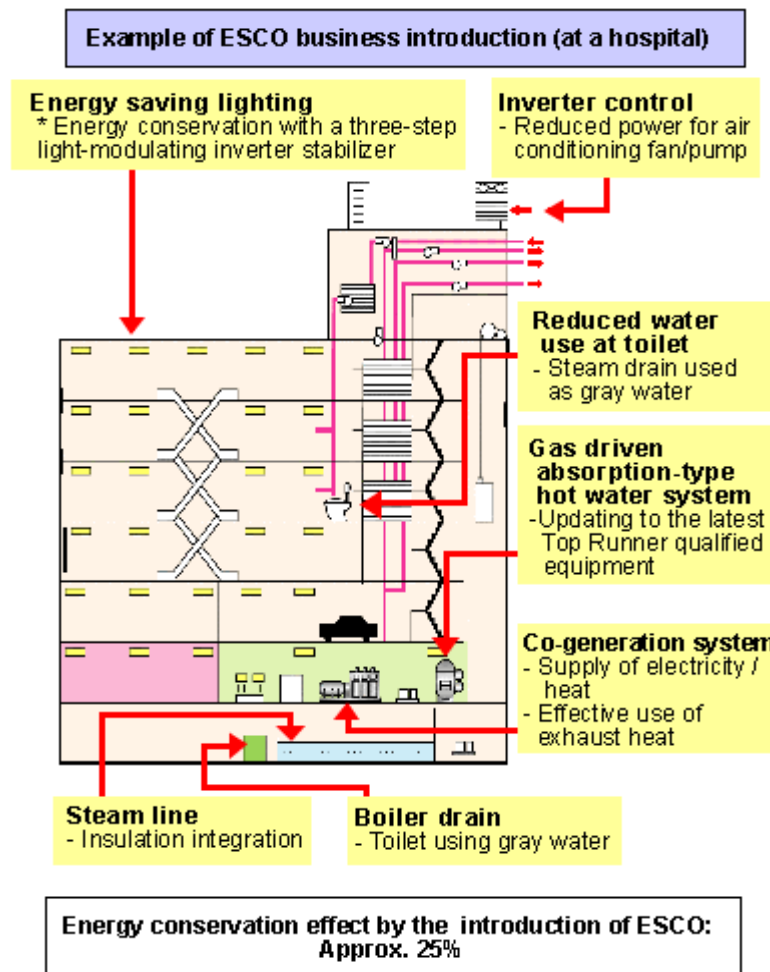 Example of ESCO business introduction (at a hospital)
Energy saving lighting
* Energy conservation with a three-step
light-modulating inverter stabilizer
Inverter control
- Reduced power for air
conditioning fan/pump
Reduced water
use at toilet
- Steam drain used
as gray water
Gas driven
absorption-type
hot water system
-Updating to the latest
Top Runner qualified
equipment
Co-generation system
- Supply of electricity /
heat
- Effective use of
exhaust heat
Steam line
- Insulation integration
Boiler drain
- Toilet using gray water
Energy conservation effect by the introduction of ESCO:
Approx. 25%